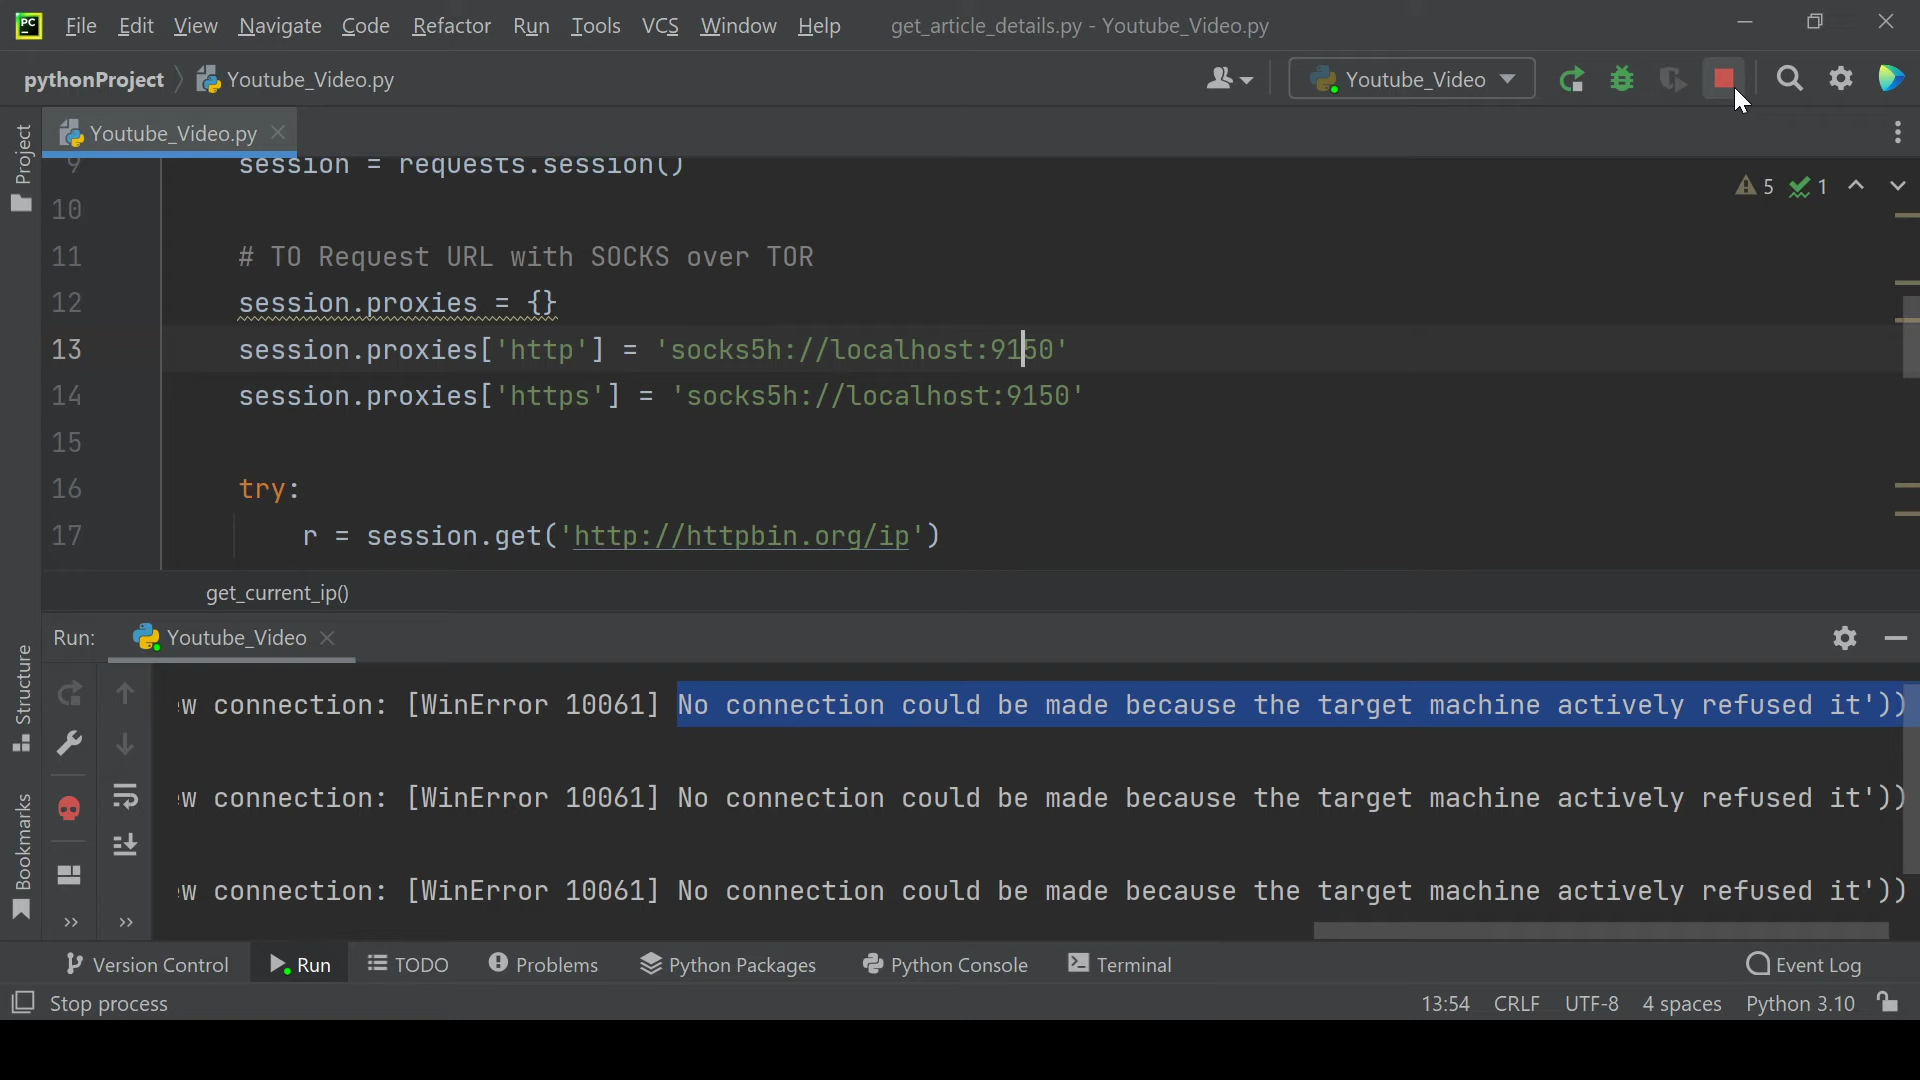 PC File Edit View Navigate Code Refactor Run Tools VCS Window Help get_article_details.py - Youtube_Video.py
pythonProject Youtube_Video.py Youtube_Video
Project
Youtube_Video.py
5 1
9 session = requests.session()
10
11 # TO Request URL with SOCKS over TOR
12 session.proxies = {}
13 session.proxies['http'] = 'socks5h://localhost:9150'
14 session.proxies['https'] = 'socks5h://localhost:9150'
15
16 try:
17 r = session.get('http://httpbin.org/ip')
get_current_ip()
Run: Youtube_Video
Structure
Bookmarks
w connection: [WinError 10061] No connection could be made because the target machine actively refused it'))
w connection: [WinError 10061] No connection could be made because the target machine actively refused it'))
w connection: [WinError 10061] No connection could be made because the target machine actively refused it'))
Version Control Run TODO Problems Python Packages Python Console Terminal Event Log
Stop process 13:54 CRLF UTF-8 4 spaces Python 3.10